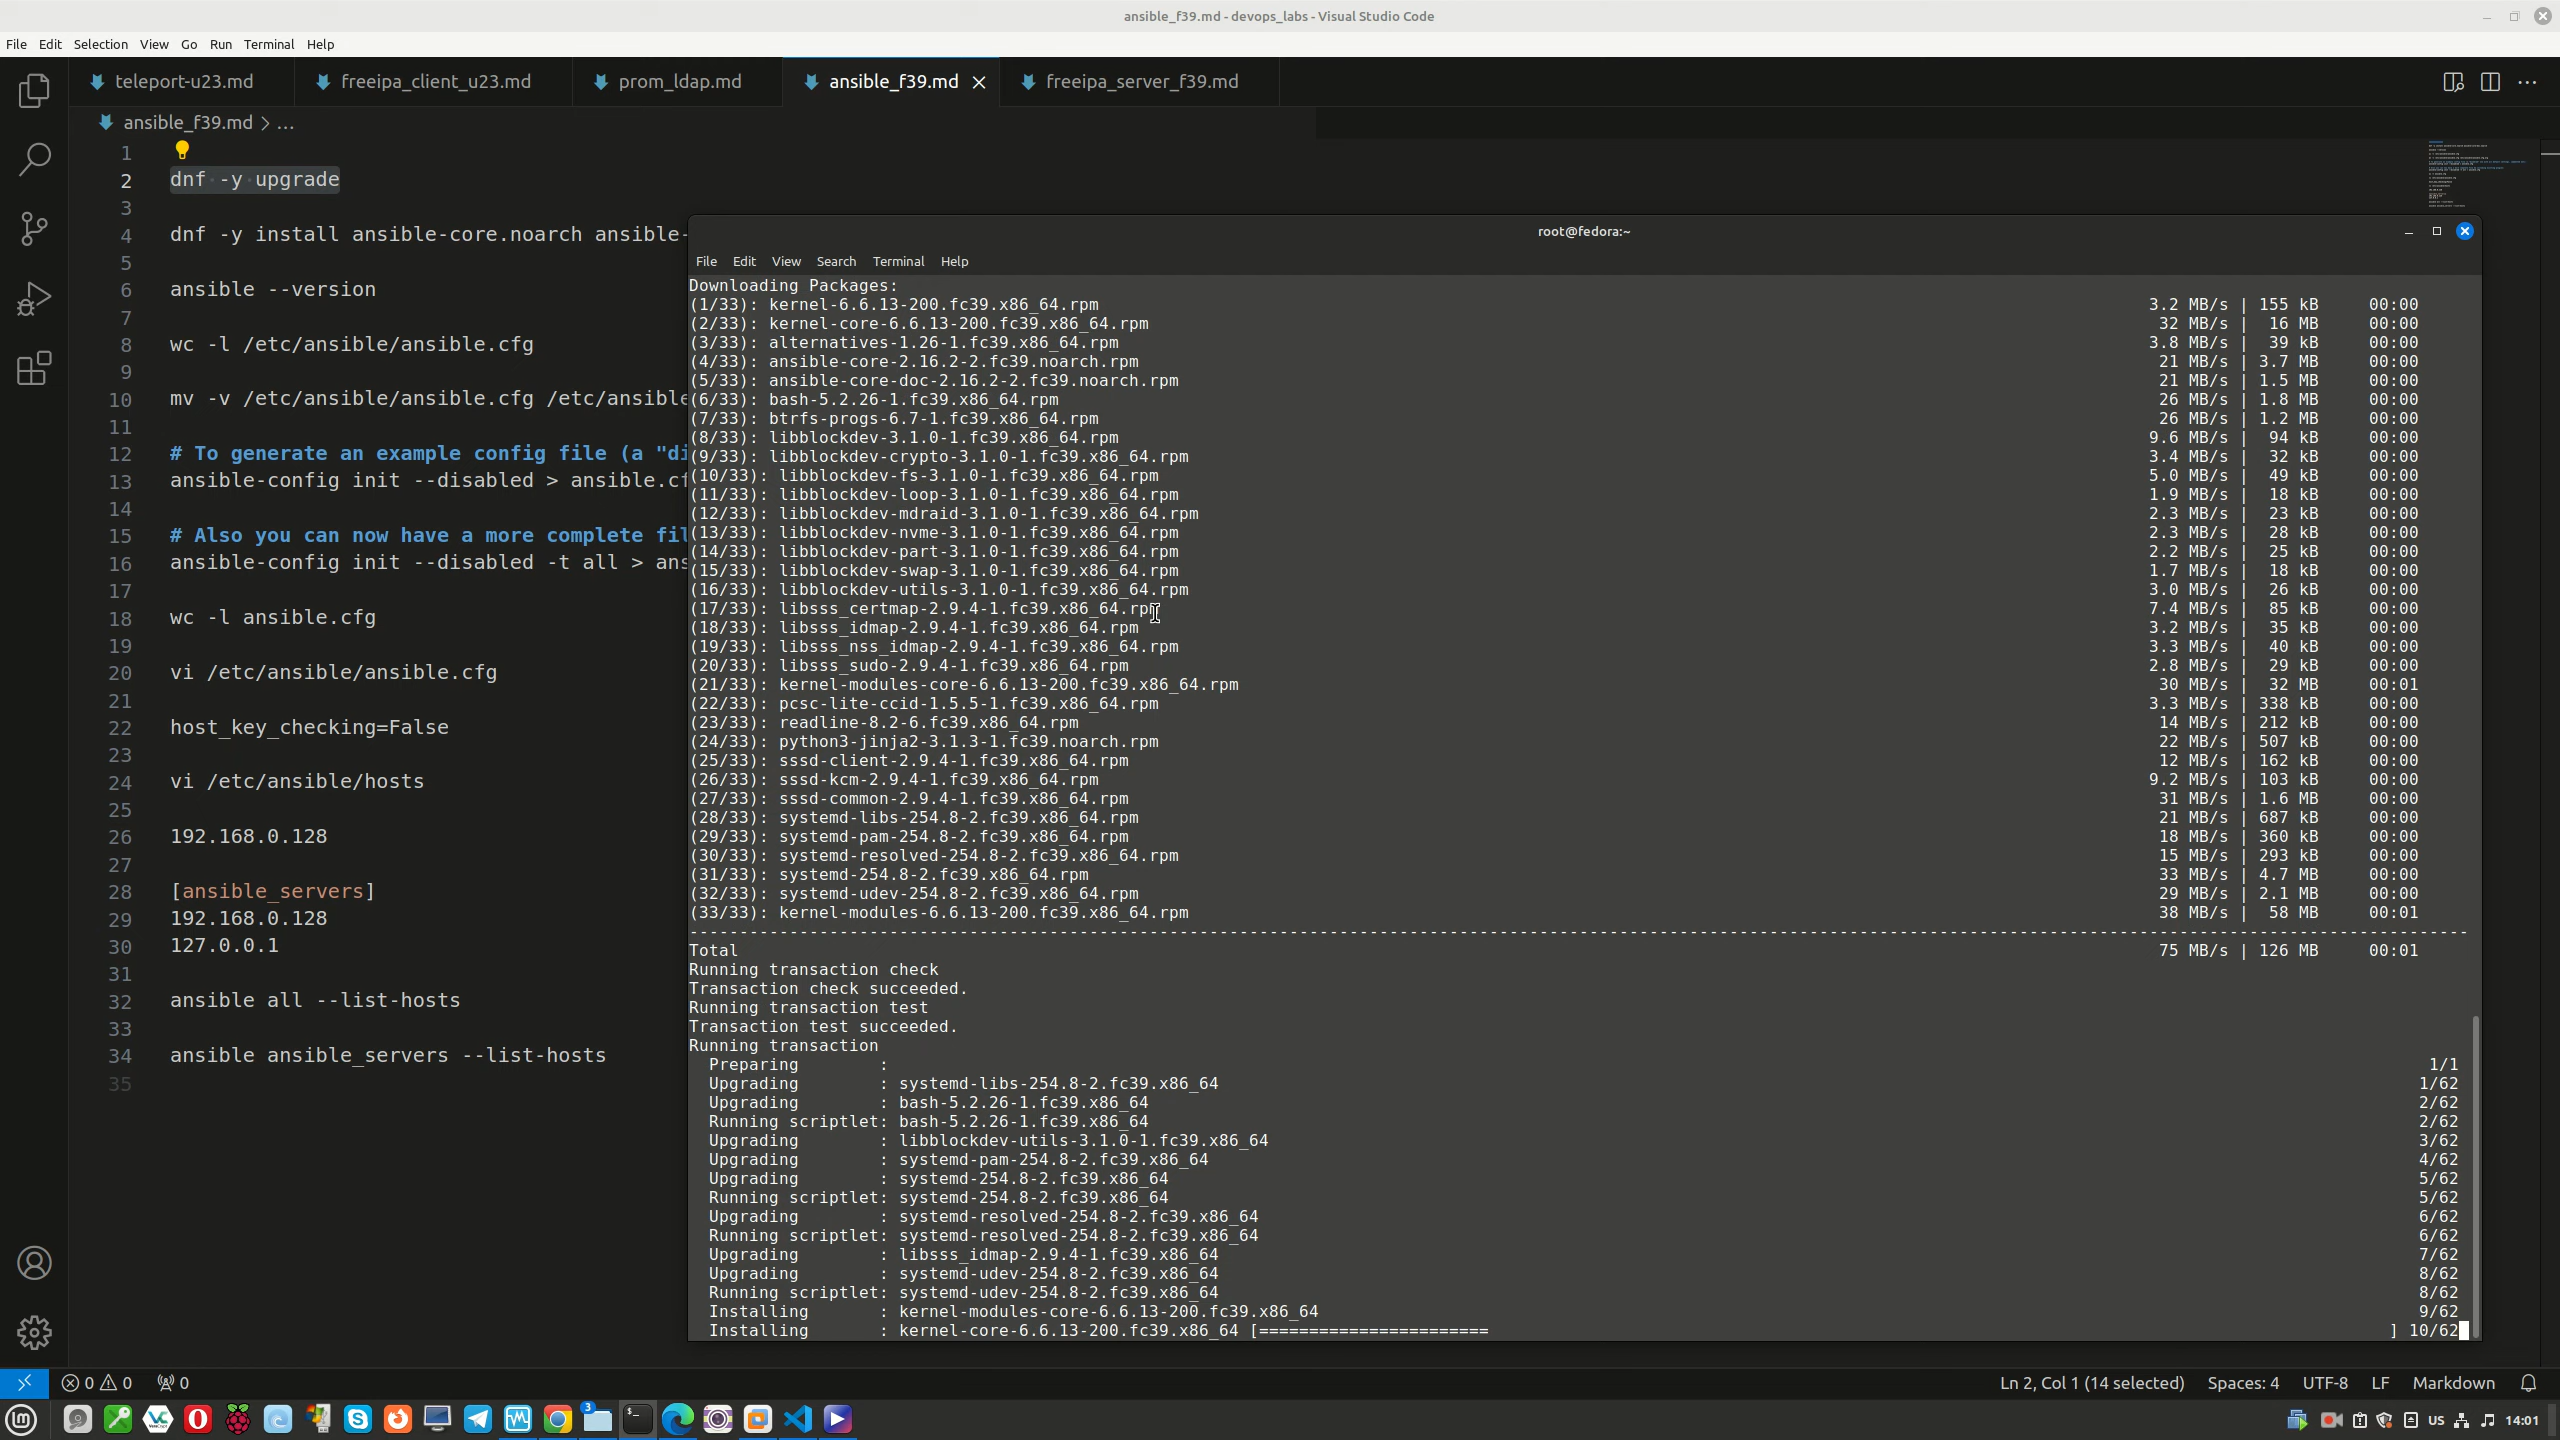 ansible_f39.md - devops_labs - Visual Studio Code
File Edit Selection View Go Run Terminal Help
teleport-u23.md freeipa_client_u23.md prom_ldap.md ansible_f39.md freeipa_server_f39.md
ansible_f39.md > ...
1
2 dnf -y upgrade
3
4 dnf -y install ansible-core.noarch ansible-
5
6 ansible --version
7
8 wc -l /etc/ansible/ansible.cfg
9
10 mv -v /etc/ansible/ansible.cfg /etc/ansible
11
12 # To generate an example config file (a "di
13 ansible-config init --disabled > ansible.cf
14
15 # Also you can now have a more complete fil
16 ansible-config init --disabled -t all > ans
17
18 wc -l ansible.cfg
19
20 vi /etc/ansible/ansible.cfg
21
22 host_key_checking=False
23
24 vi /etc/ansible/hosts
25
26 192.168.0.128
27
28 [ansible_servers]
29 192.168.0.128
30 127.0.0.1
31
32 ansible all --list-hosts
33
34 ansible ansible_servers --list-hosts
35
root@fedora:~
File Edit View Search Terminal Help
Downloading Packages:
(1/33): kernel-6.6.13-200.fc39.x86_64.rpm 3.2 MB/s | 155 kB 00:00
(2/33): kernel-core-6.6.13-200.fc39.x86_64.rpm 32 MB/s | 16 MB 00:00
(3/33): alternatives-1.26-1.fc39.x86_64.rpm 3.8 MB/s | 39 kB 00:00
(4/33): ansible-core-2.16.2-2.fc39.noarch.rpm 21 MB/s | 3.7 MB 00:00
(5/33): ansible-core-doc-2.16.2-2.fc39.noarch.rpm 21 MB/s | 1.5 MB 00:00
(6/33): bash-5.2.26-1.fc39.x86_64.rpm 26 MB/s | 1.8 MB 00:00
(7/33): btrfs-progs-6.7-1.fc39.x86_64.rpm 26 MB/s | 1.2 MB 00:00
(8/33): libblockdev-3.1.0-1.fc39.x86_64.rpm 9.6 MB/s | 94 kB 00:00
(9/33): libblockdev-crypto-3.1.0-1.fc39.x86_64.rpm 3.4 MB/s | 32 kB 00:00
(10/33): libblockdev-fs-3.1.0-1.fc39.x86_64.rpm 5.0 MB/s | 49 kB 00:00
(11/33): libblockdev-loop-3.1.0-1.fc39.x86_64.rpm 1.9 MB/s | 18 kB 00:00
(12/33): libblockdev-mdraid-3.1.0-1.fc39.x86_64.rpm 2.3 MB/s | 23 kB 00:00
(13/33): libblockdev-nvme-3.1.0-1.fc39.x86_64.rpm 2.3 MB/s | 28 kB 00:00
(14/33): libblockdev-part-3.1.0-1.fc39.x86_64.rpm 2.2 MB/s | 25 kB 00:00
(15/33): libblockdev-swap-3.1.0-1.fc39.x86_64.rpm 1.7 MB/s | 18 kB 00:00
(16/33): libblockdev-utils-3.1.0-1.fc39.x86_64.rpm 3.0 MB/s | 26 kB 00:00
(17/33): libsss_certmap-2.9.4-1.fc39.x86_64.rpm 7.4 MB/s | 85 kB 00:00
(18/33): libsss_idmap-2.9.4-1.fc39.x86_64.rpm 3.2 MB/s | 35 kB 00:00
(19/33): libsss_nss_idmap-2.9.4-1.fc39.x86_64.rpm 3.3 MB/s | 40 kB 00:00
(20/33): libsss_sudo-2.9.4-1.fc39.x86_64.rpm 2.8 MB/s | 29 kB 00:00
(21/33): kernel-modules-core-6.6.13-200.fc39.x86_64.rpm 30 MB/s | 32 MB 00:01
(22/33): pcsc-lite-ccid-1.5.5-1.fc39.x86_64.rpm 3.3 MB/s | 338 kB 00:00
(23/33): readline-8.2-6.fc39.x86_64.rpm 14 MB/s | 212 kB 00:00
(24/33): python3-jinja2-3.1.3-1.fc39.noarch.rpm 22 MB/s | 507 kB 00:00
(25/33): sssd-client-2.9.4-1.fc39.x86_64.rpm 12 MB/s | 162 kB 00:00
(26/33): sssd-kcm-2.9.4-1.fc39.x86_64.rpm 9.2 MB/s | 103 kB 00:00
(27/33): sssd-common-2.9.4-1.fc39.x86_64.rpm 31 MB/s | 1.6 MB 00:00
(28/33): systemd-libs-254.8-2.fc39.x86_64.rpm 21 MB/s | 687 kB 00:00
(29/33): systemd-pam-254.8-2.fc39.x86_64.rpm 18 MB/s | 360 kB 00:00
(30/33): systemd-resolved-254.8-2.fc39.x86_64.rpm 15 MB/s | 293 kB 00:00
(31/33): systemd-254.8-2.fc39.x86_64.rpm 33 MB/s | 4.7 MB 00:00
(32/33): systemd-udev-254.8-2.fc39.x86_64.rpm 29 MB/s | 2.1 MB 00:00
(33/33): kernel-modules-6.6.13-200.fc39.x86_64.rpm 38 MB/s | 58 MB 00:01
Total 75 MB/s | 126 MB 00:01
Running transaction check
Transaction check succeeded.
Running transaction test
Transaction test succeeded.
Running transaction
Preparing : 1/1
Upgrading : systemd-libs-254.8-2.fc39.x86_64 1/62
Upgrading : bash-5.2.26-1.fc39.x86_64 2/62
Running scriptlet: bash-5.2.26-1.fc39.x86_64 2/62
Upgrading : libblockdev-utils-3.1.0-1.fc39.x86_64 3/62
Upgrading : systemd-pam-254.8-2.fc39.x86_64 4/62
Upgrading : systemd-254.8-2.fc39.x86_64 5/62
Running scriptlet: systemd-254.8-2.fc39.x86_64 5/62
Upgrading : systemd-resolved-254.8-2.fc39.x86_64 6/62
Running scriptlet: systemd-resolved-254.8-2.fc39.x86_64 6/62
Upgrading : libsss_idmap-2.9.4-1.fc39.x86_64 7/62
Upgrading : systemd-udev-254.8-2.fc39.x86_64 8/62
Running scriptlet: systemd-udev-254.8-2.fc39.x86_64 8/62
Installing : kernel-modules-core-6.6.13-200.fc39.x86_64 9/62
Installing : kernel-core-6.6.13-200.fc39.x86_64 [======================= ] 10/62
0 0 0 Ln 2, Col 1 (14 selected) Spaces: 4 UTF-8 LF Markdown
3 US 14:01